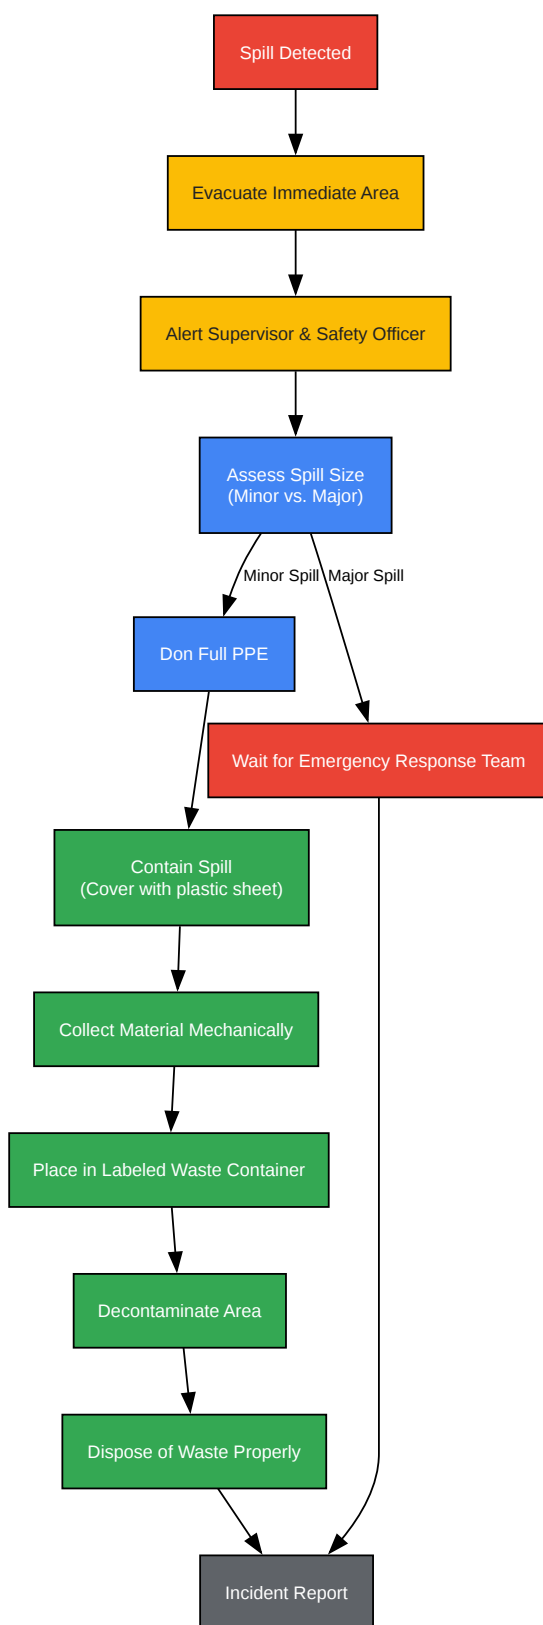 Spill Detected
Evacuate Immediate Area
Alert Supervisor & Safety Officer
Assess Spill Size
(Minor vs. Major)
Minor Spill
Major Spill
Don Full PPE
Wait for Emergency Response Team
Contain Spill
(Cover with plastic sheet)
Collect Material Mechanically
Place in Labeled Waste Container
Decontaminate Area
Dispose of Waste Properly
Incident Report